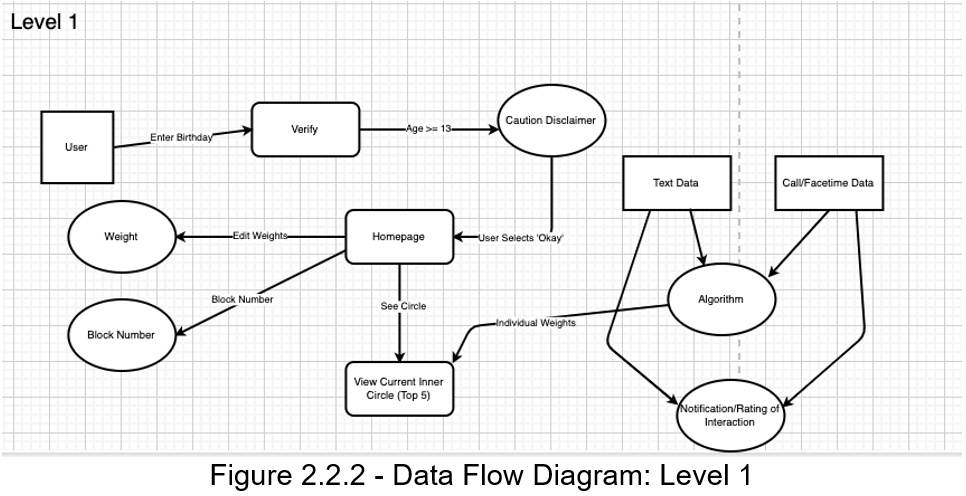 Level 1
User
Enter Birthday
Verify
Age >= 13
Caution Disclaimer
Text Data
Call/Facetime Data
Weight
Edit Weights
Homepage
User Selects 'Okay'
Block Number
See Circle
Algorithm
Block Number
Individual Weights
View Current Inner
Circle (Top 5)
Notification/Rating of
Interaction
Figure 2.2.2 - Data Flow Diagram: Level 1